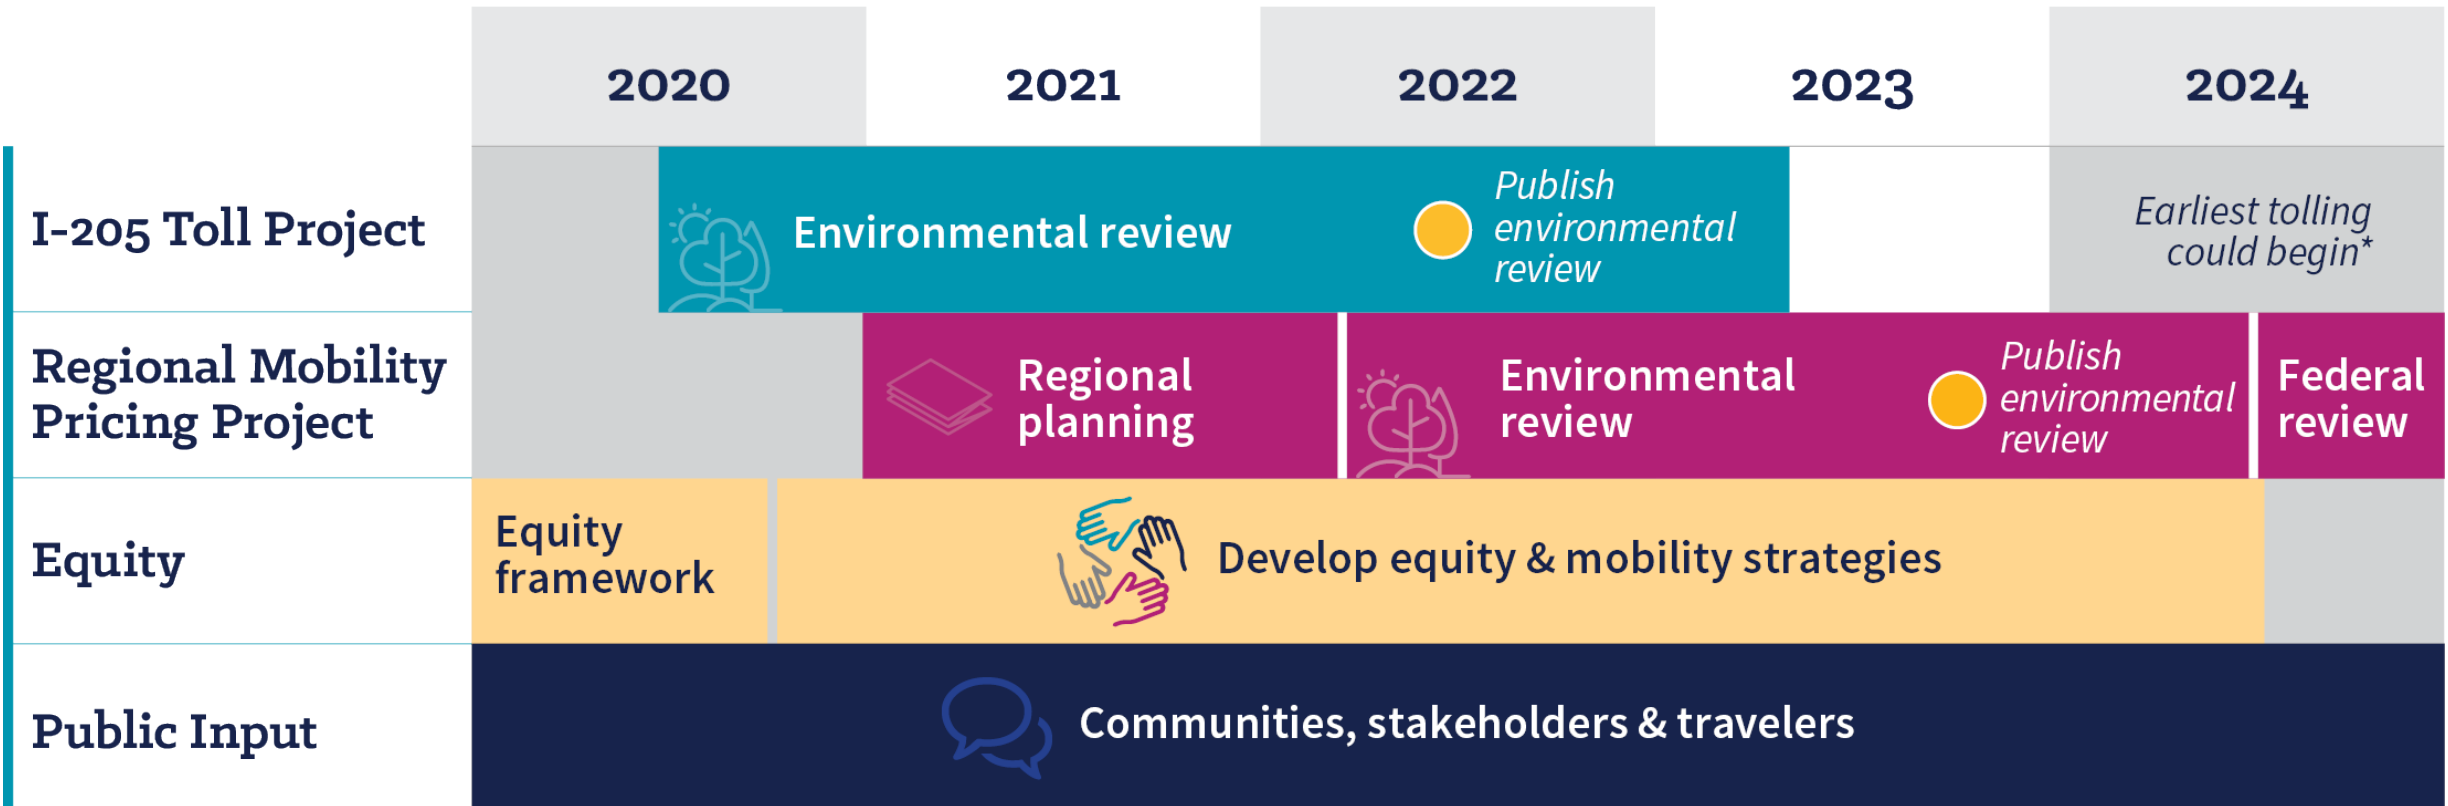 2020 2021 2022 2023 2024
I-205 Toll Project
Environmental review
Publish
environmental
review
Earliest tolling
could begin*
Regional Mobility
Pricing Project
Regional
planning
Environmental
review
Publish
environmental
review
Federal
review
Equity
Equity
framework
Develop equity & mobility strategies
Public Input
Communities, stakeholders & travelers